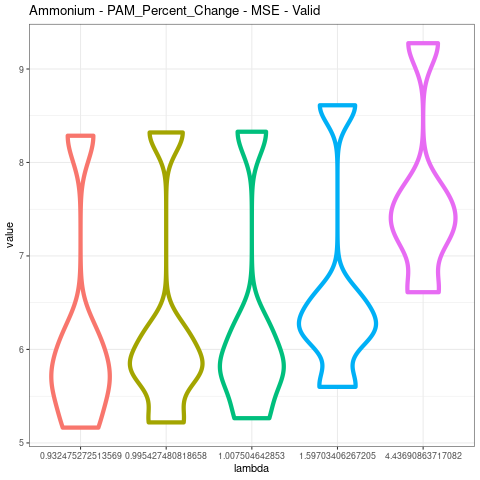 Ammonium - PAM_Percent_Change - MSE - Valid
value
9
8
7
6
5
0.932475272513569 0.995427480818658 1.007504642853 1.59703406267205 4.43690863717082
lambda